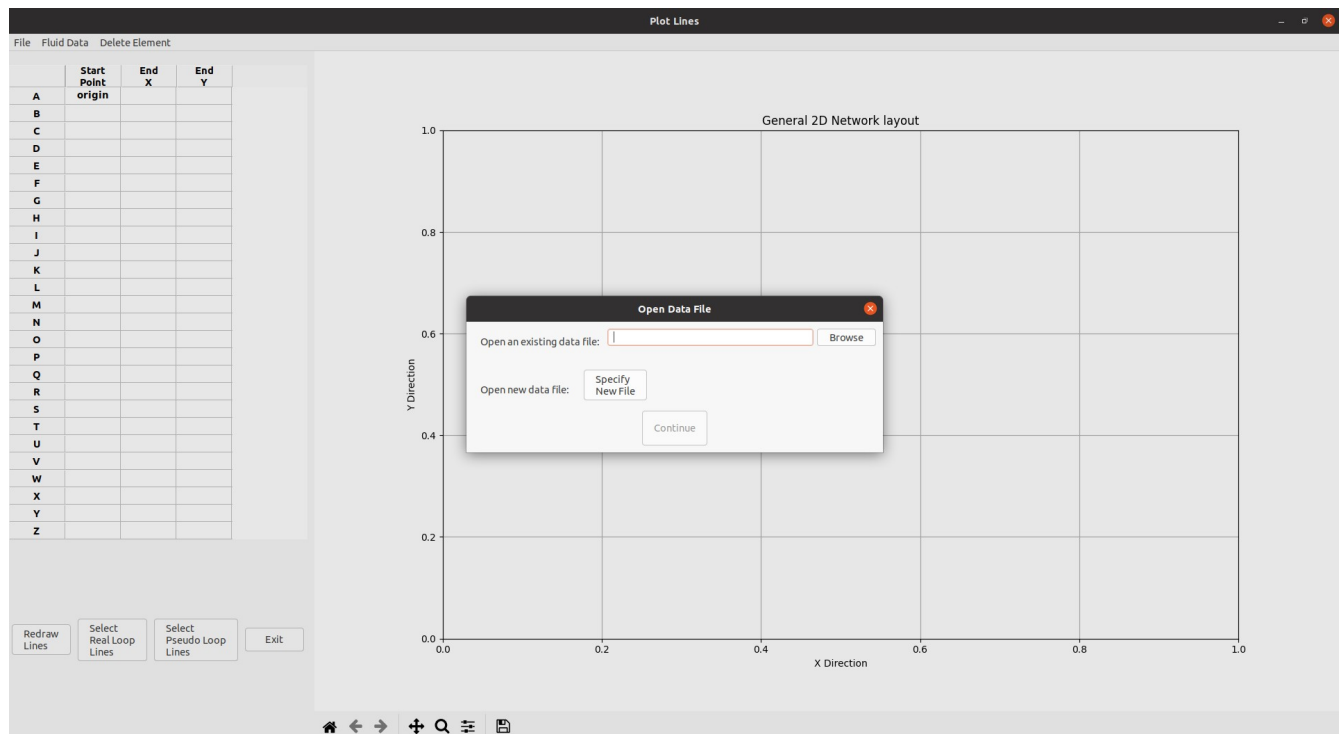 Plot Lines
File Fluid Data Delete Element
Start Point End X End Y
A origin
B
C
D
E
F
G
H
I
J
K
L
M
N
O
P
Q
R
S
T
U
V
W
X
Y
Z
Redraw Lines
Select Real Loop Lines
Select Pseudo Loop Lines
Exit
General 2D Network layout
1.0
0.8
0.6
0.4
0.2
0.0
Y Direction
0.0 0.2 0.4 0.6 0.8 1.0
X Direction
Open Data File
Open an existing data file: Browse
Open new data file: Specify New File
Continue